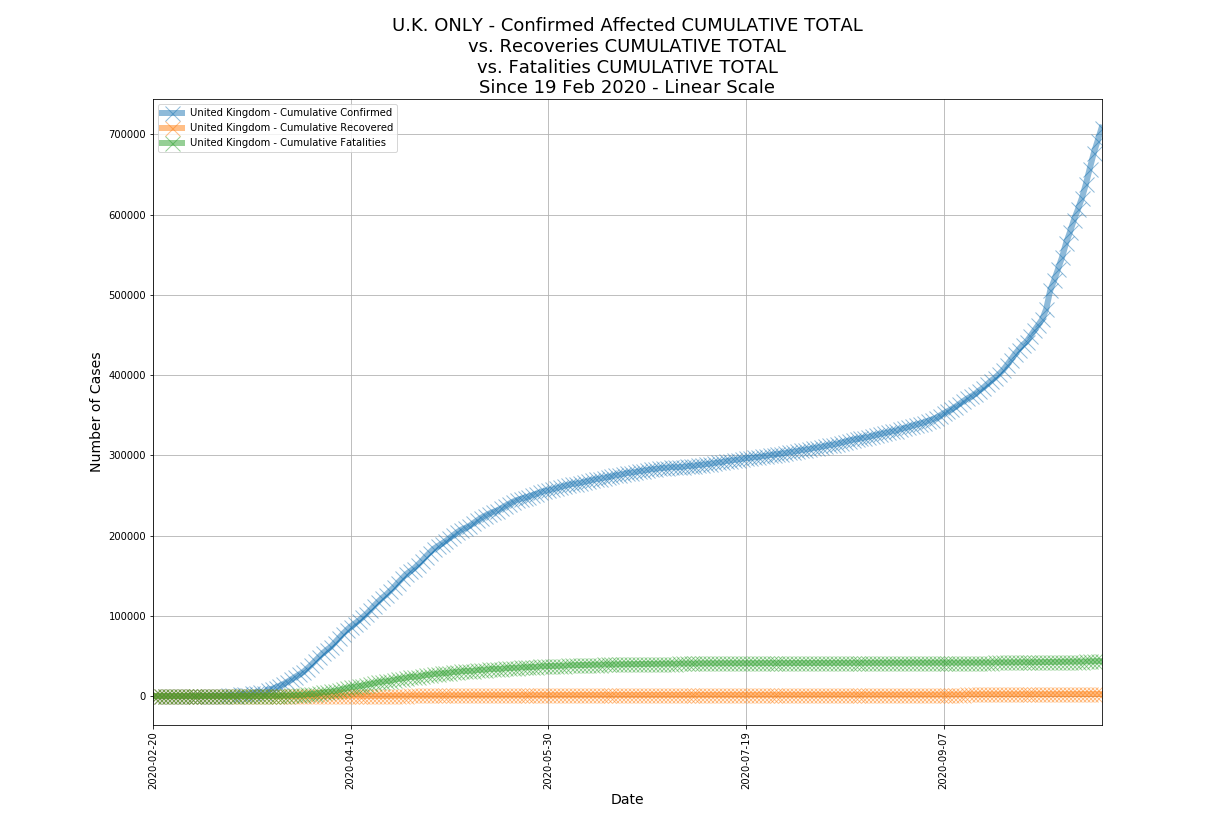 U.K. ONLY - Confirmed Affected CUMULATIVE TOTAL
vs. Recoveries CUMULATIVE TOTAL
vs. Fatalities CUMULATIVE TOTAL
Since 19 Feb 2020 - Linear Scale
United Kingdom - Cumulative Confirmed
United Kingdom - Cumulative Recovered
United Kingdom - Cumulative Fatalities
Number of Cases
700000
600000
500000
400000
300000
200000
100000
0
2020-02-20
2020-04-10
2020-05-30
2020-07-19
2020-09-07
Date